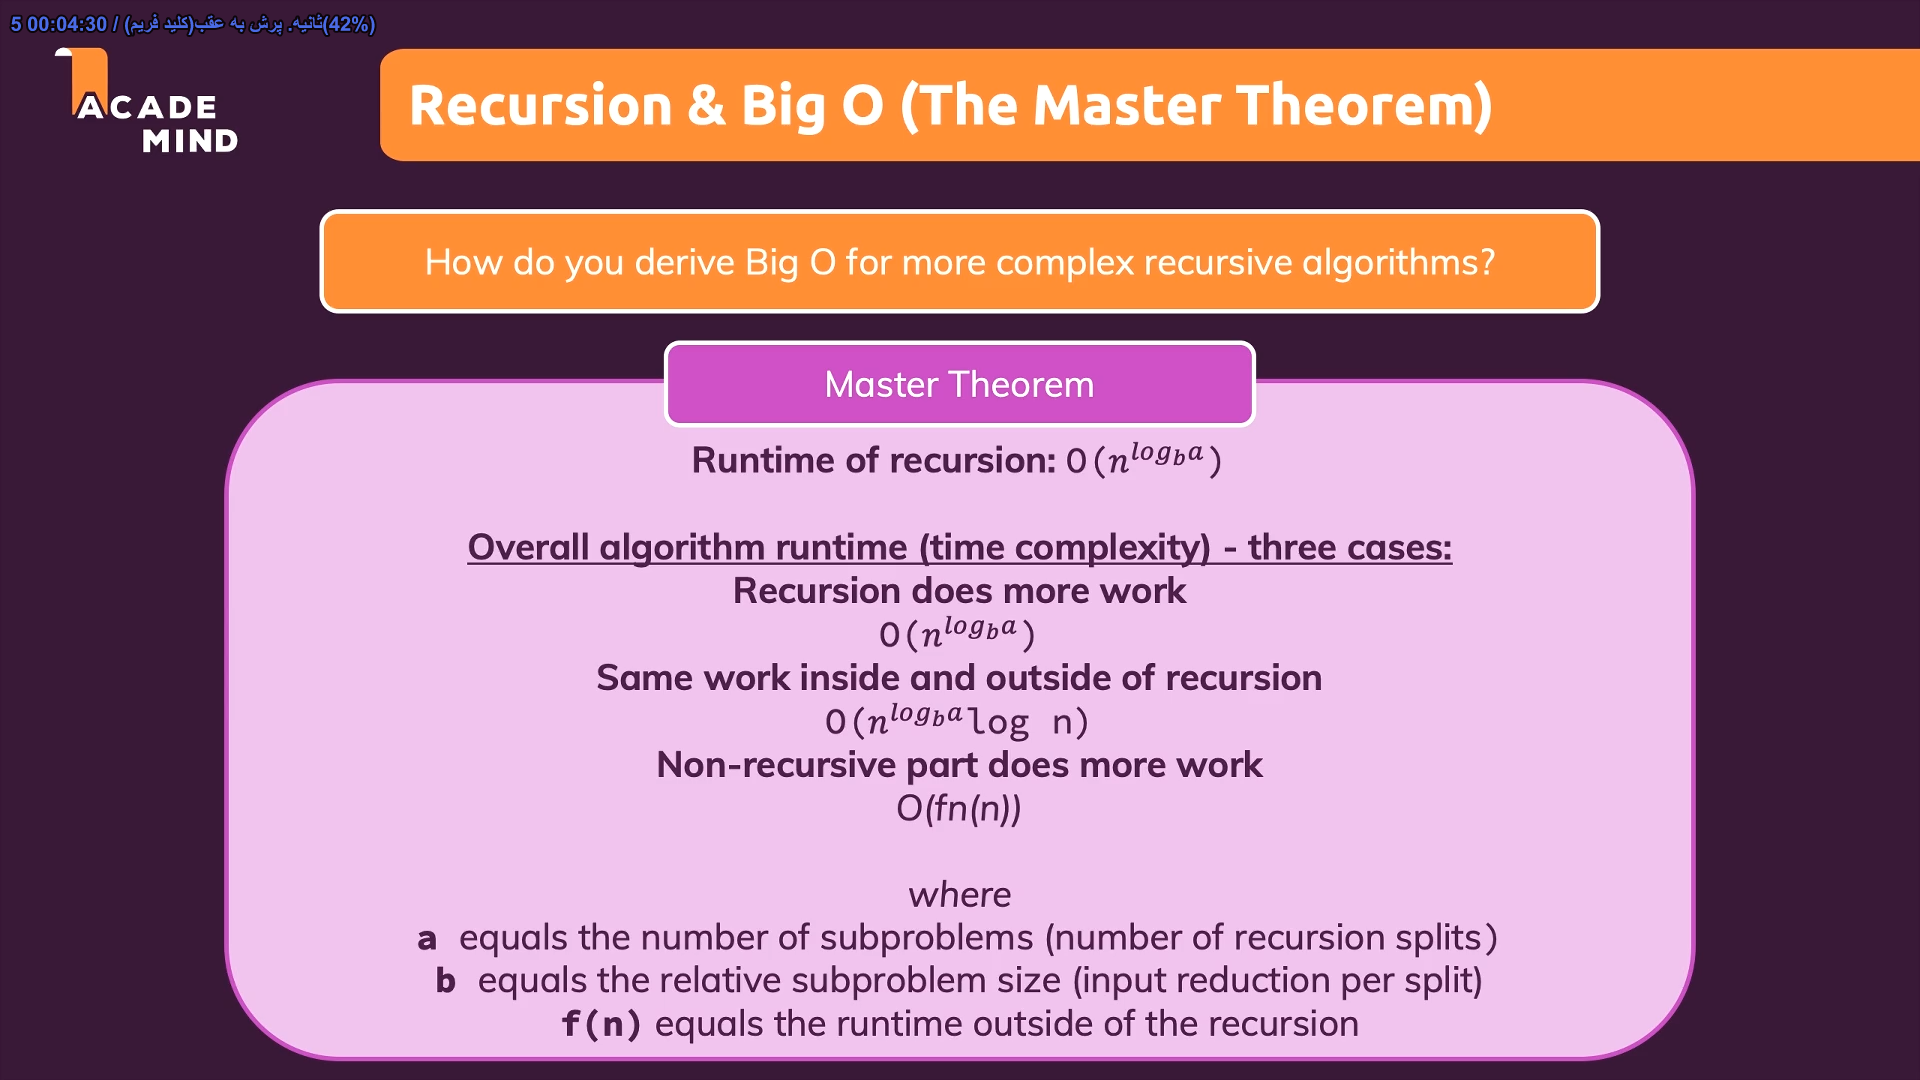 5 00:04:30 / ثانیه. پرش به عقب(کلید فریم)(42%)
ACADE
MIND
Recursion & Big O (The Master Theorem)
How do you derive Big O for more complex recursive algorithms?
Master Theorem
Runtime of recursion: O(n^{log_b a})
Overall algorithm runtime (time complexity) - three cases:
Recursion does more work
O(n^{log_b a})
Same work inside and outside of recursion
O(n^{log_b a}log n)
Non-recursive part does more work
O(fn(n))
where
a equals the number of subproblems (number of recursion splits)
b equals the relative subproblem size (input reduction per split)
f(n) equals the runtime outside of the recursion